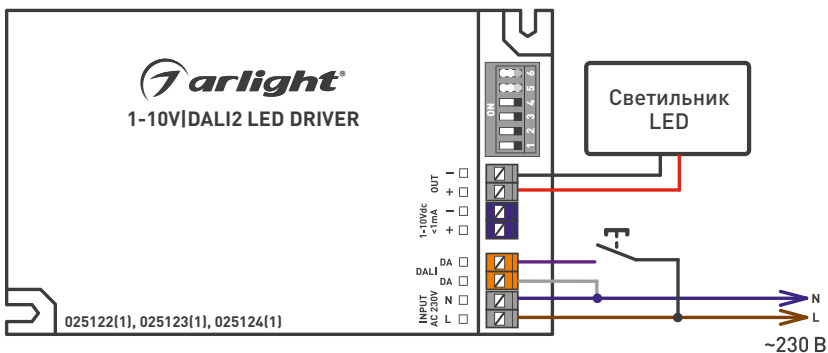 arlight®
1-10V|DALI2 LED DRIVER
ON
1 2 3 4 5 6
Светильник
LED
OUT
−
+
1-10Vdc
<1mA
−
+
DALI
DA
DA
INPUT
AC 230V
N
L
N
L
~230 В
025122(1), 025123(1), 025124(1)